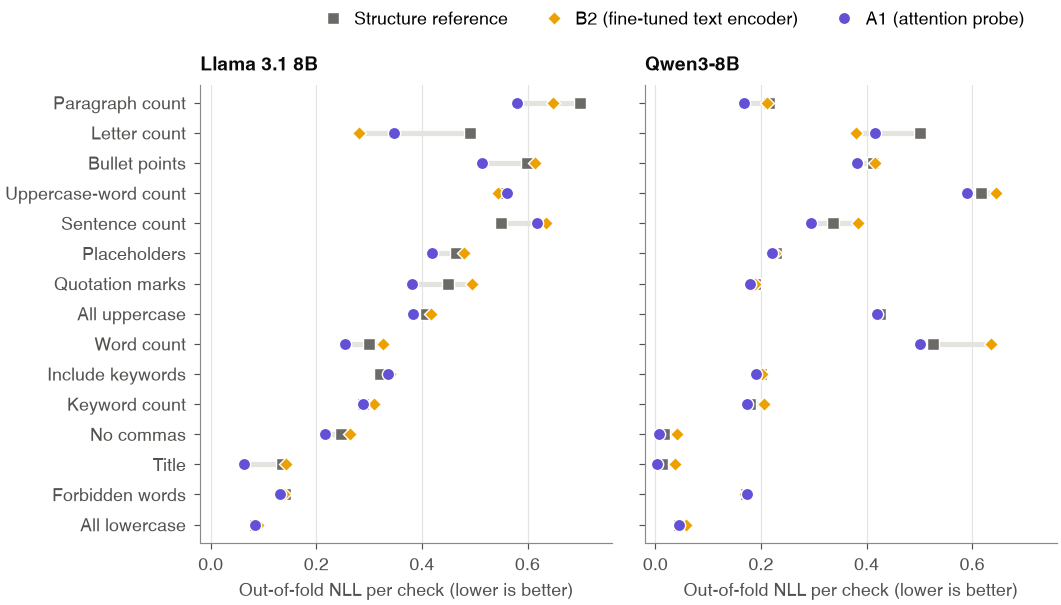 Structure reference
B2 (fine-tuned text encoder)
A1 (attention probe)
Llama 3.1 8B
Qwen3-8B
Paragraph count
Letter count
Bullet points
Uppercase-word count
Sentence count
Placeholders
Quotation marks
All uppercase
Word count
Include keywords
Keyword count
No commas
Title
Forbidden words
All lowercase
0.0 0.2 0.4 0.6
0.0 0.2 0.4 0.6
Out-of-fold NLL per check (lower is better)
Out-of-fold NLL per check (lower is better)